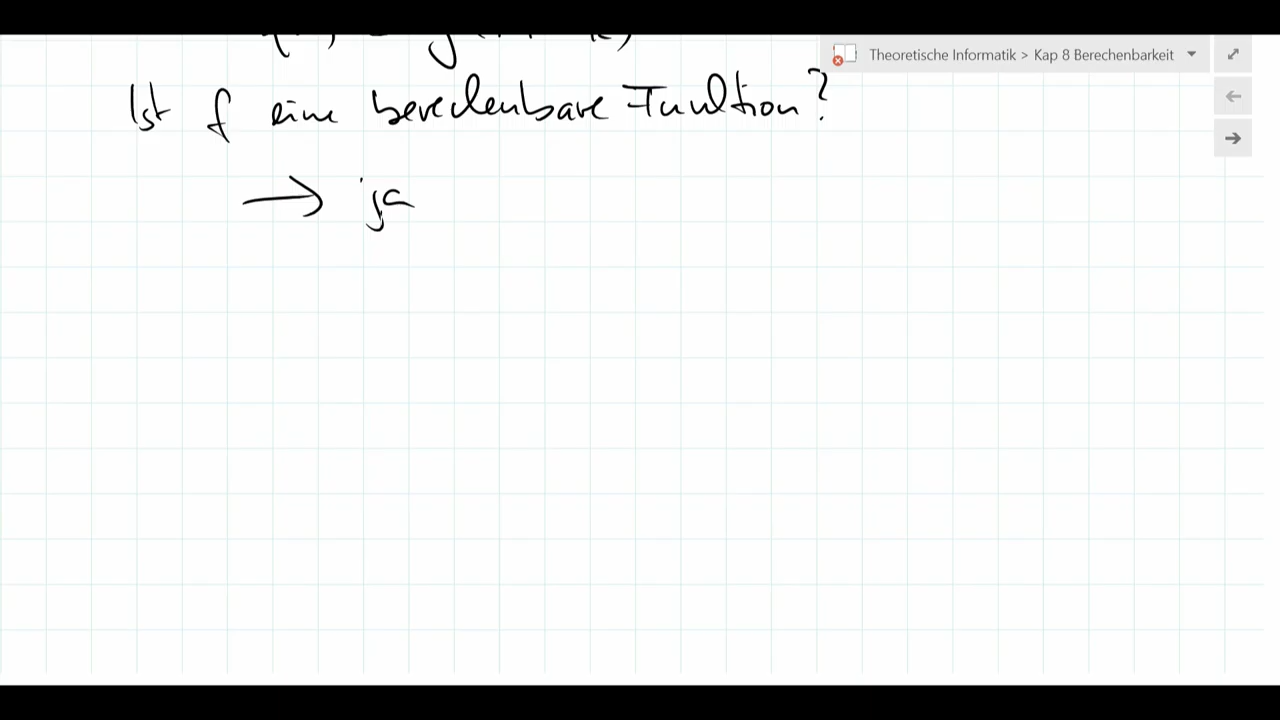 Theoretische Informatik > Kap 8 Berechenbarkeit
Ist f eine berechenbare Funktion?
→ ja